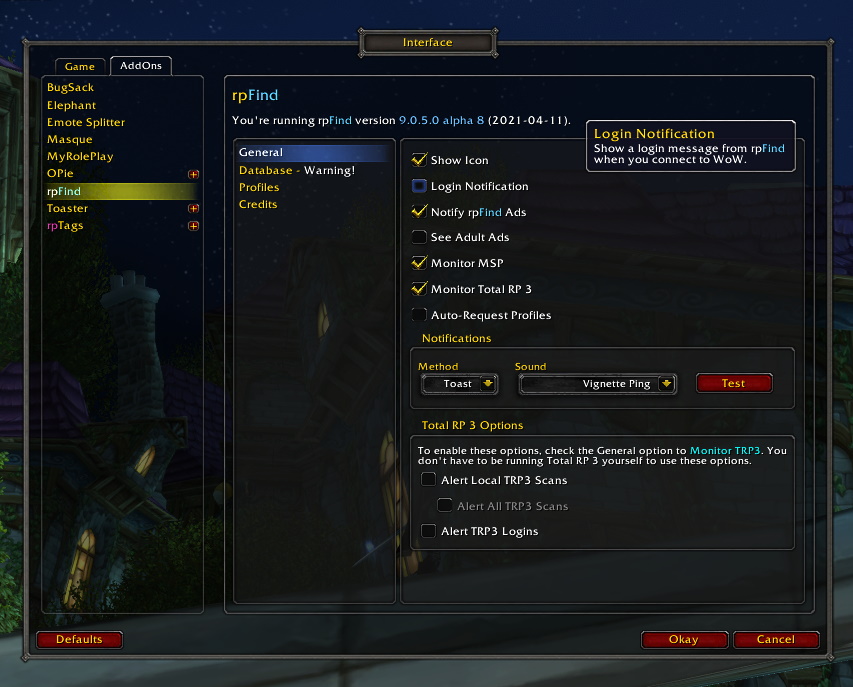 Interface
Game
AddOns
BugSack
Elephant
Emote Splitter
Masque
MyRolePlay
OPie
rpFind
Toaster
rpTags
rpFind
You're running rpFind version 9.0.5.0 alpha 8 (2021-04-11).
General
Database - Warning!
Profiles
Credits
Login Notification
Show a login message from rpFind
when you connect to WoW.
Show Icon
Login Notification
Notify rpFind Ads
See Adult Ads
Monitor MSP
Monitor Total RP 3
Auto-Request Profiles
Notifications
Method
Sound
Toast
Vignette Ping
Test
Total RP 3 Options
To enable these options, check the General option to Monitor TRP3. You
don't have to be running Total RP 3 yourself to use these options.
Alert Local TRP3 Scans
Alert All TRP3 Scans
Alert TRP3 Logins
Defaults
Okay
Cancel